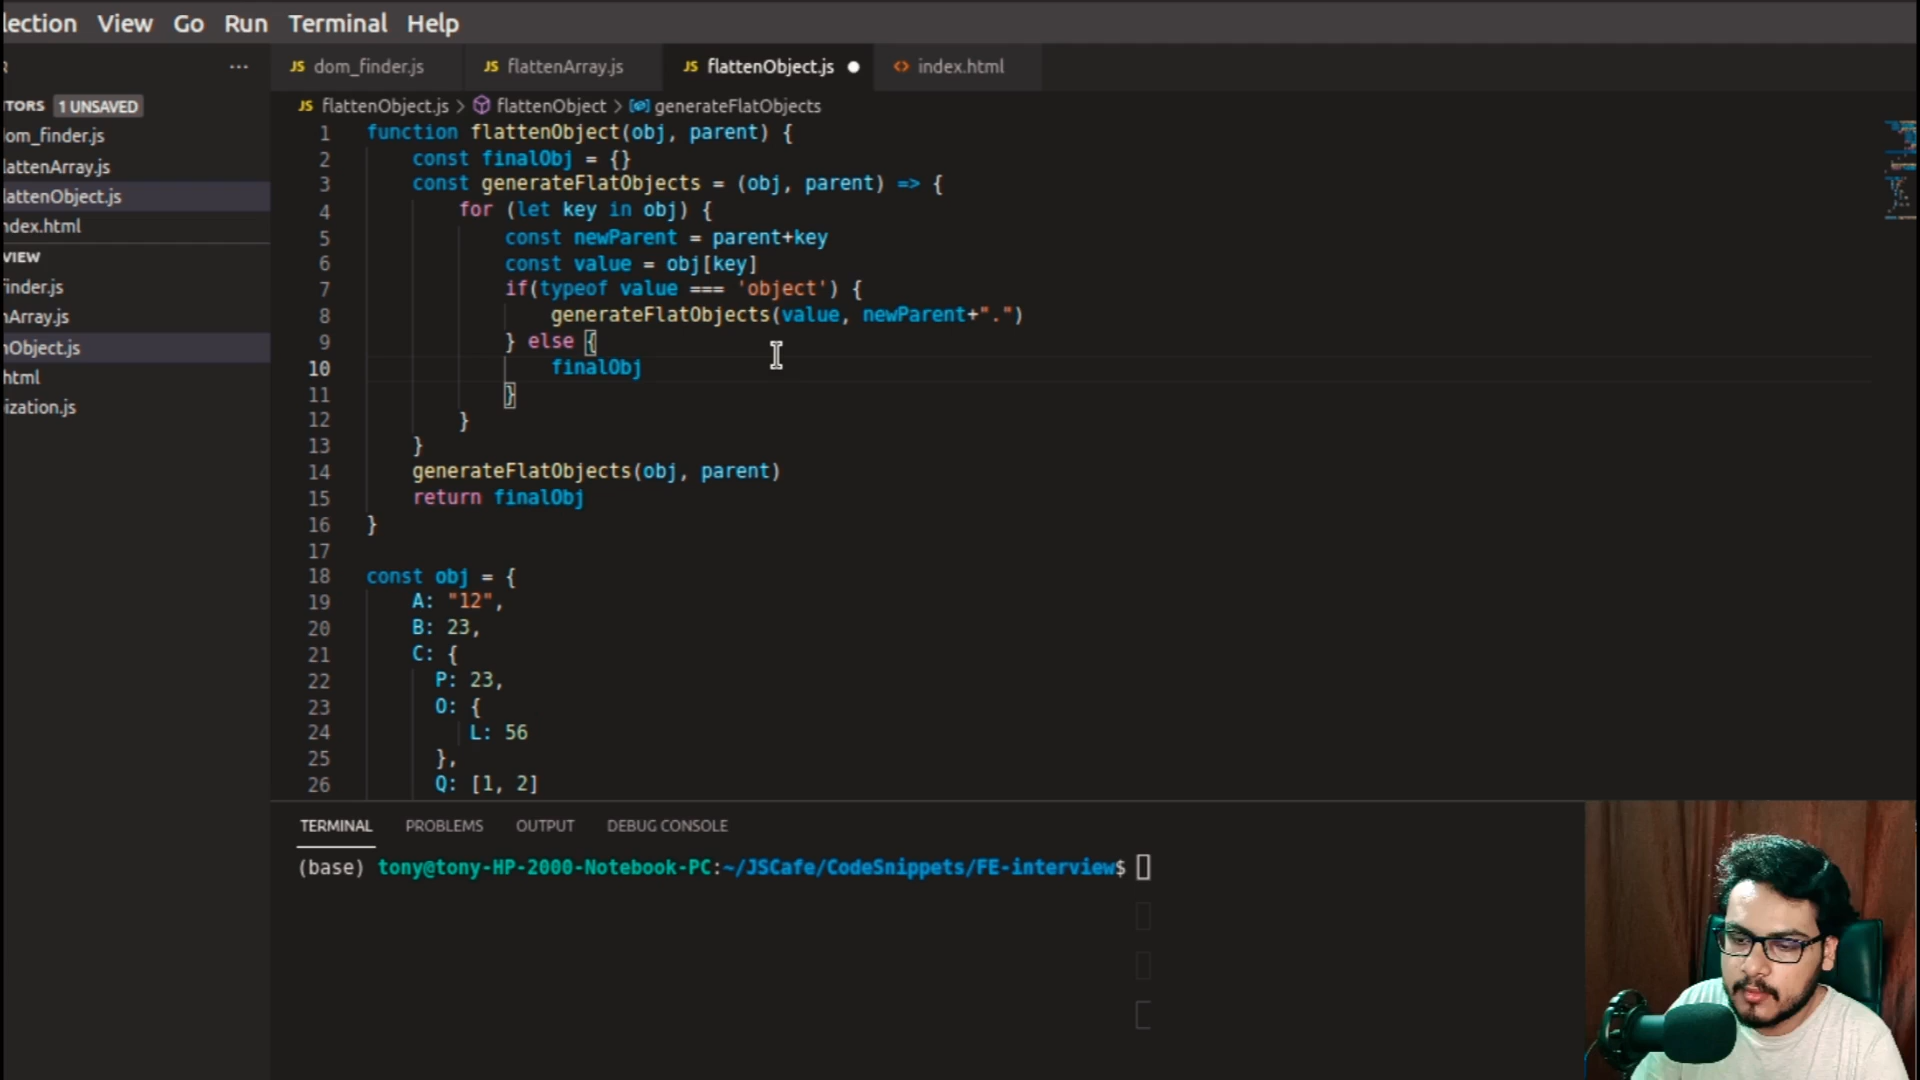 lection View Go Run Terminal Help
R ...
JS dom_finder.js JS flattenArray.js JS flattenObject.js ● <> index.html
TORS 1 UNSAVED
JS flattenObject.js > flattenObject > generateFlatObjects
lom_finder.js
lattenArray.js
lattenObject.js
ndex.html
VIEW
finder.js
nArray.js
nObject.js
html
ization.js
1 function flattenObject(obj, parent) {
2 const finalObj = {}
3 const generateFlatObjects = (obj, parent) => {
4 for (let key in obj) {
5 const newParent = parent+key
6 const value = obj[key]
7 if(typeof value === 'object') {
8 generateFlatObjects(value, newParent+".")
9 } else {
10 finalObj
11 }
12 }
13 }
14 generateFlatObjects(obj, parent)
15 return finalObj
16 }
17
18 const obj = {
19 A: "12",
20 B: 23,
21 C: {
22 P: 23,
23 O: {
24 L: 56
25 },
26 Q: [1, 2]
TERMINAL PROBLEMS OUTPUT DEBUG CONSOLE
(base) tony@tony-HP-2000-Notebook-PC:~/JSCafe/CodeSnippets/FE-interview$